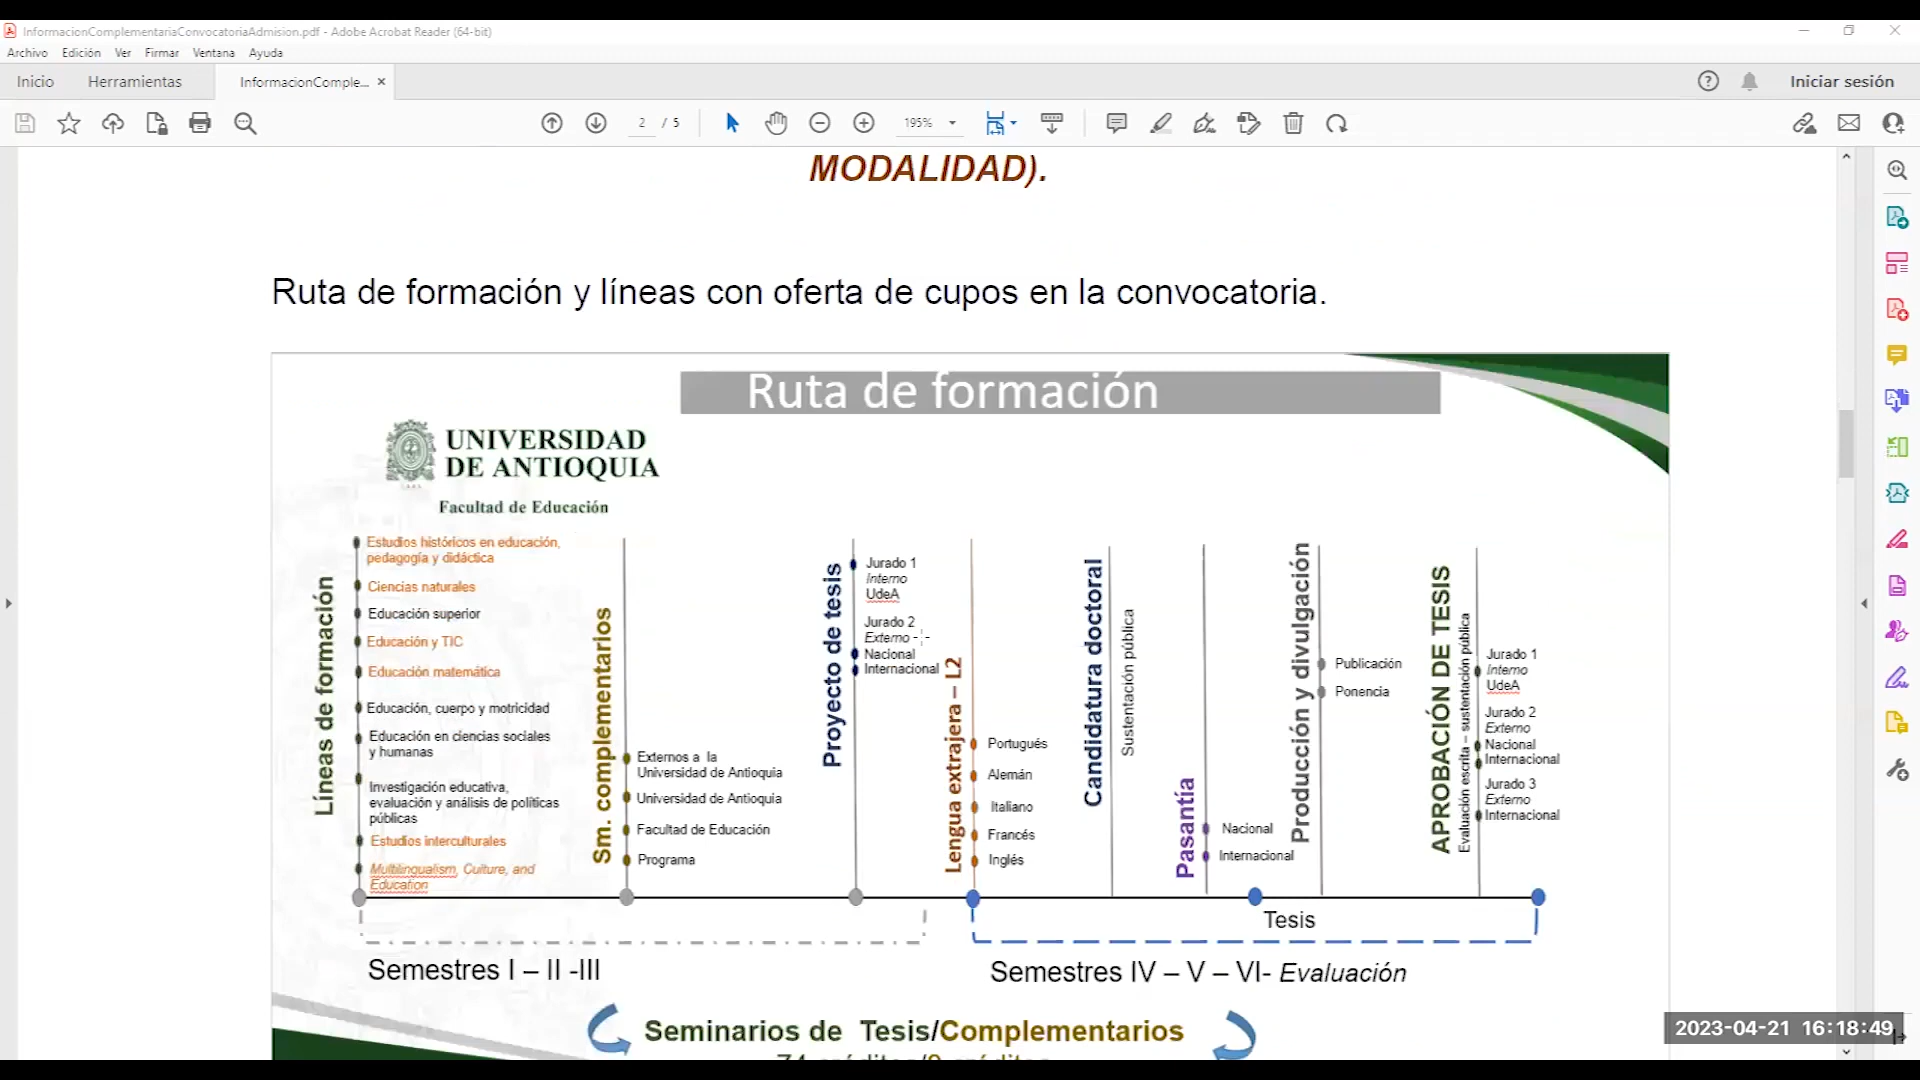 InformacionComplementariaConvocatoriaAdmision.pdf - Adobe Acrobat Reader (64-bit)
Archivo Edición Ver Firmar Ventana Ayuda
Inicio Herramientas InformacionComple... × Iniciar sesión
2 / 5 195%
MODALIDAD).
Ruta de formación y líneas con oferta de cupos en la convocatoria.
Ruta de formación
UNIVERSIDAD
DE ANTIOQUIA
Facultad de Educación
Líneas de formación
Estudios históricos en educación,
pedagogía y didáctica
Ciencias naturales
Educación superior
Educación y TIC
Educación matemática
Educación, cuerpo y motricidad
Educación en ciencias sociales
y humanas
Investigación educativa,
evaluación y análisis de políticas
públicas
Estudios interculturales
Multilingualism, Culture, and
Education
Sm. complementarios
Externos a la
Universidad de Antioquia
Universidad de Antioquia
Facultad de Educación
Programa
Proyecto de tesis
Jurado 1
Interno
UdeA
Jurado 2
Externo -
Nacional
Internacional
Lengua extrajera – L2
Portugués
Alemán
Italiano
Francés
Inglés
Candidatura doctoral
Sustentación pública
Pasantía
Nacional
Internacional
Producción y divulgación
Publicación
Ponencia
APROBACIÓN DE TESIS
Evaluación escrita – sustentación pública
Jurado 1
Interno
UdeA
Jurado 2
Externo
Nacional
Internacional
Jurado 3
Externo
Internacional
Tesis
Semestres I – II -III
Semestres IV – V – VI- Evaluación
Seminarios de Tesis/Complementarios
2023-04-21 16:18:49